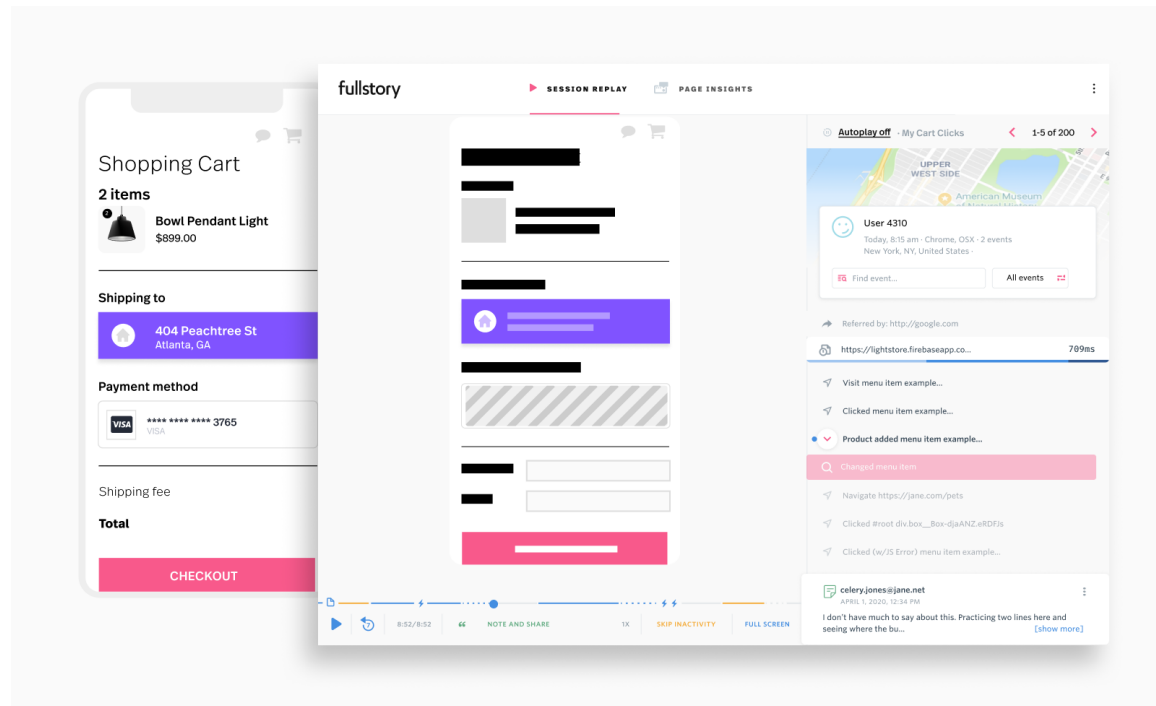 Shopping Cart
2 items
2
Bowl Pendant Light
$899.00
Shipping to
404 Peachtree St
Atlanta, GA
Payment method
VISA
**** **** **** 3765
VISA
Shipping fee
Total
CHECKOUT
fullstory
SESSION REPLAY
PAGE INSIGHTS
Autoplay off · My Cart Clicks
1-5 of 200
UPPER
WEST SIDE
American Museum
of Natural History
User 4310
Today, 8:15 am · Chrome, OSX · 2 events
New York, NY, United States ·
Find event...
All events
Referred by: http://google.com
https://lightstore.firebaseapp.co...
709ms
Visit menu item example...
Clicked menu item example...
Product added menu item example...
Changed menu item
Navigate https://jane.com/pets
Clicked #root div.box__Box-djaANZ.eRDFJs
Clicked (w/JS Error) menu item example...
celery.jones@jane.net
APRIL 1, 2020, 12:34 PM
I don't have much to say about this. Practicing two lines here and
seeing where the bu...
[show more]
7
8:52/8:52
NOTE AND SHARE
1X
SKIP INACTIVITY
FULL SCREEN